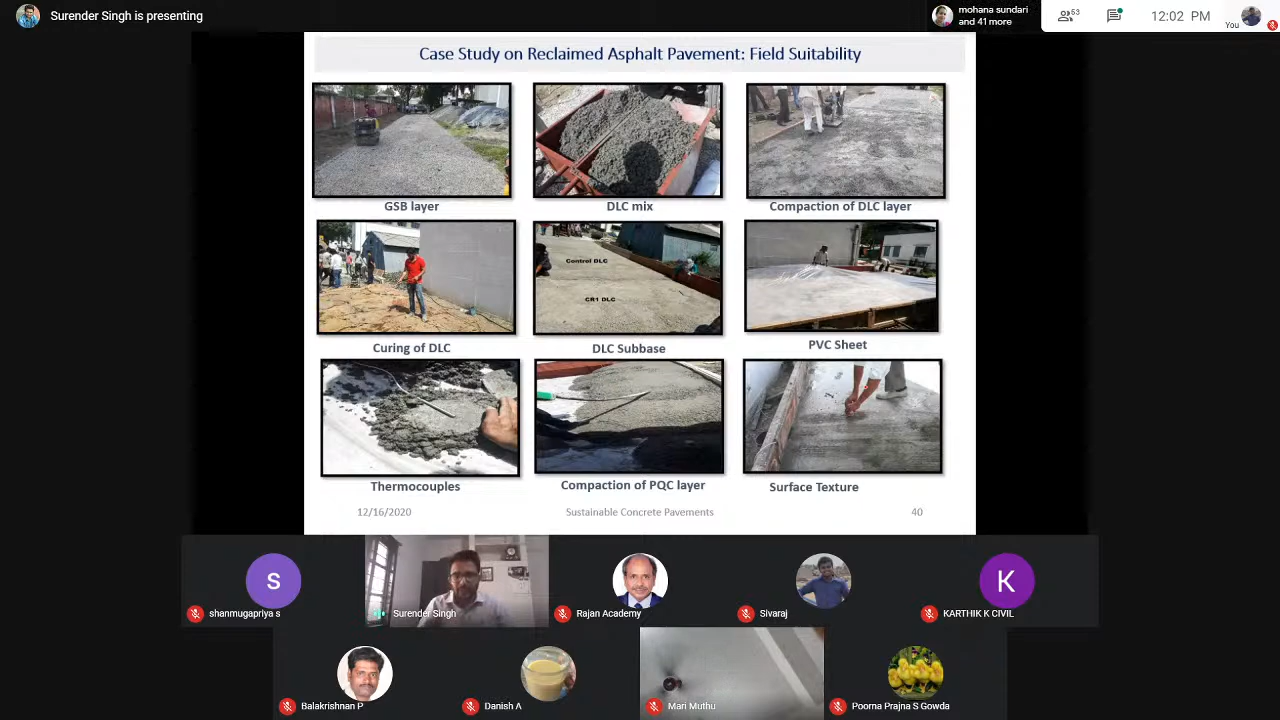 Surender Singh is presenting
mohana sundari
and 41 more
53
12:02 PM
You
Case Study on Reclaimed Asphalt Pavement: Field Suitability
GSB layer
DLC mix
Compaction of DLC layer
Control DLC
CR1 DLC
Curing of DLC
DLC Subbase
PVC Sheet
Thermocouples
Compaction of PQC layer
Surface Texture
12/16/2020
Sustainable Concrete Pavements
40
S
K
shanmugapriya s
Surender Singh
Rajan Academy
Sivaraj
KARTHIK K CIVIL
Balakrishnan P
Danish A
Mari Muthu
Poorna Prajna S Gowda